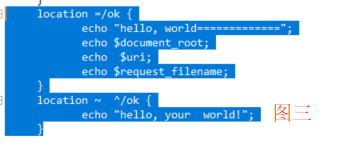 }
location =/ok {
echo "hello, world=============";
echo $document_root;
echo  $uri;
echo $request_filename;
}
location ~  ^/ok {
echo "hello, your  world!";
}
图三